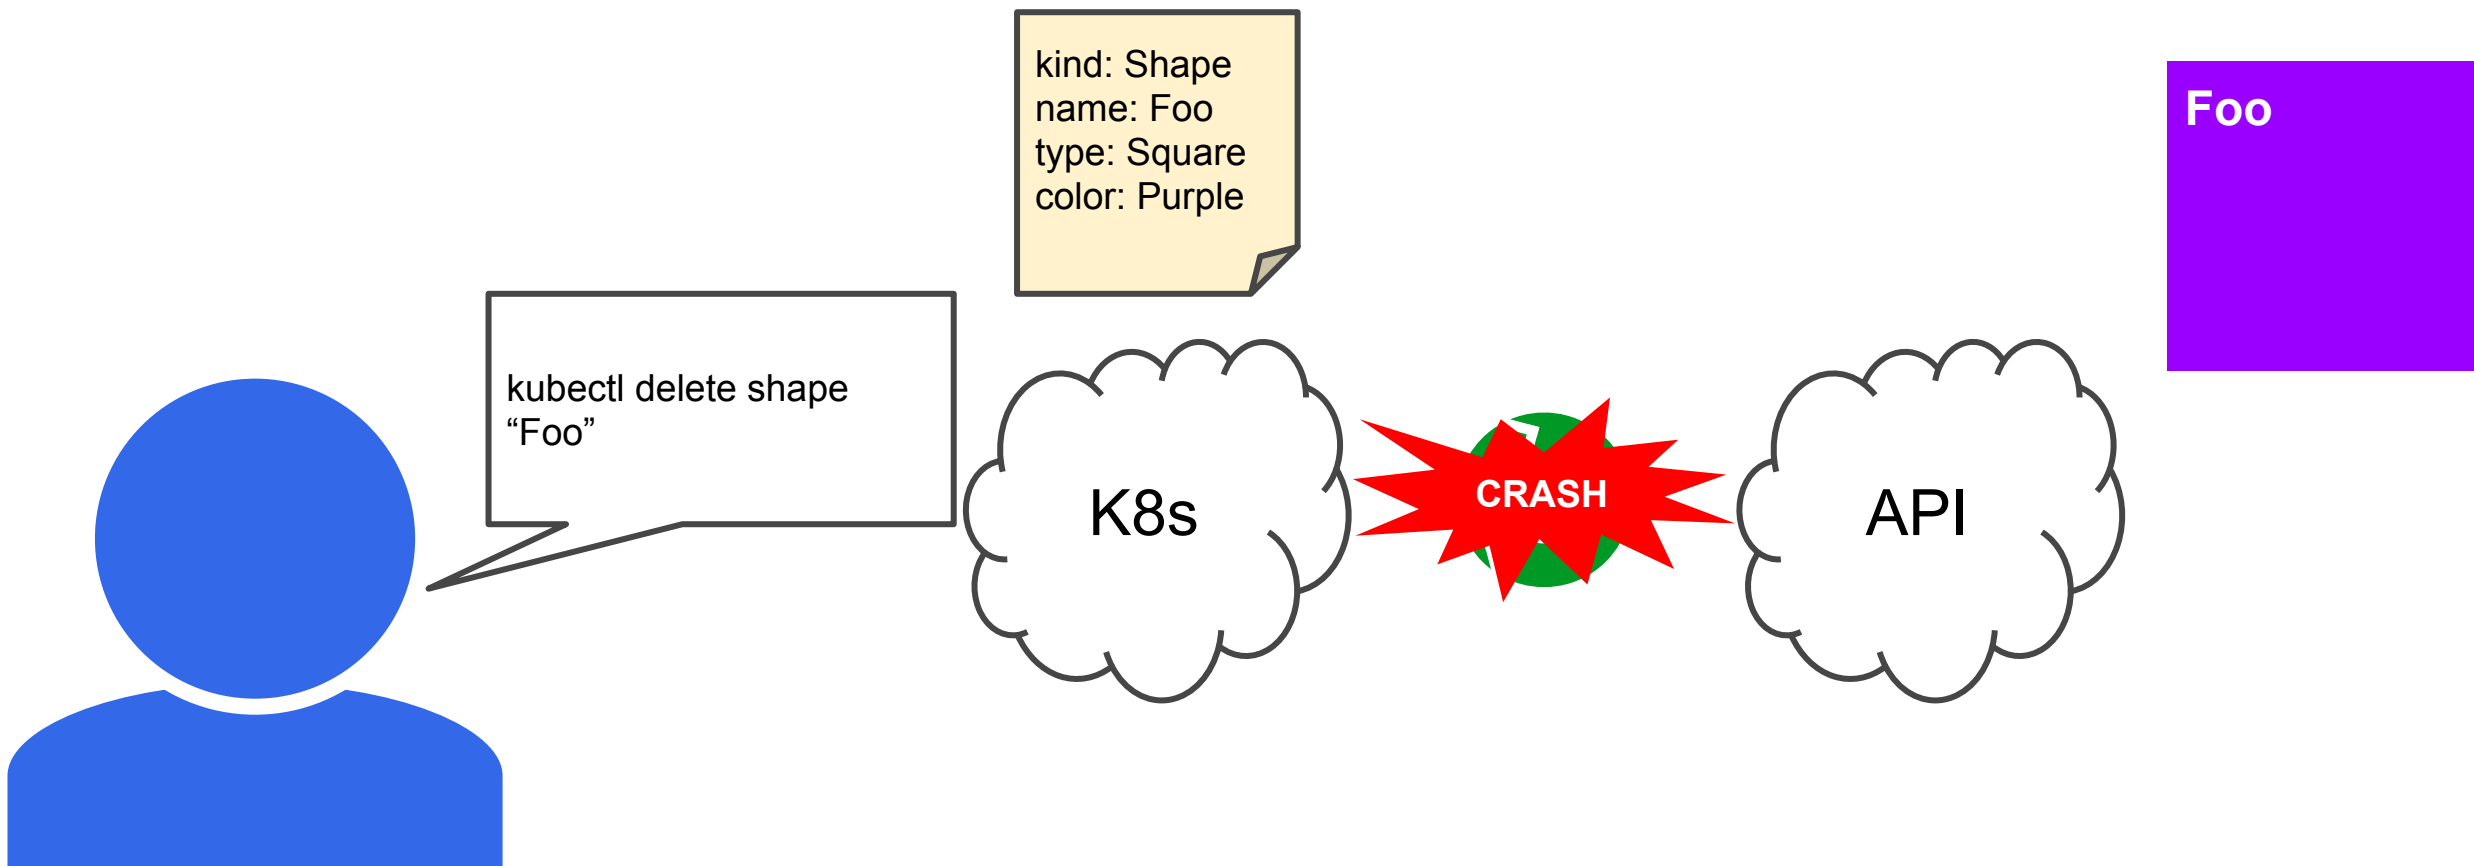 kind: Shape
name: Foo
type: Square
color: Purple
Foo
kubectl delete shape
“Foo”
K8s
CRASH
API